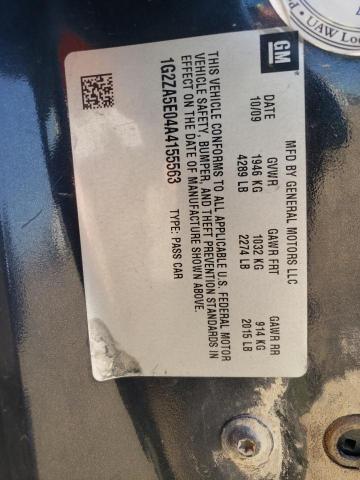 GM
MFD BY GENERAL MOTORS LLC
DATE GVWR GAWR FRT GAWR RR
10/09 1946 KG 1032 KG 914 KG
4289 LB 2274 LB 2015 LB
THIS VEHICLE CONFORMS TO ALL APPLICABLE U.S. FEDERAL MOTOR
VEHICLE SAFETY, BUMPER, AND THEFT PREVENTION STANDARDS IN
EFFECT ON THE DATE OF MANUFACTURE SHOWN ABOVE.
1G2ZA5E04A4155563 TYPE: PASS CAR
UAW Loc